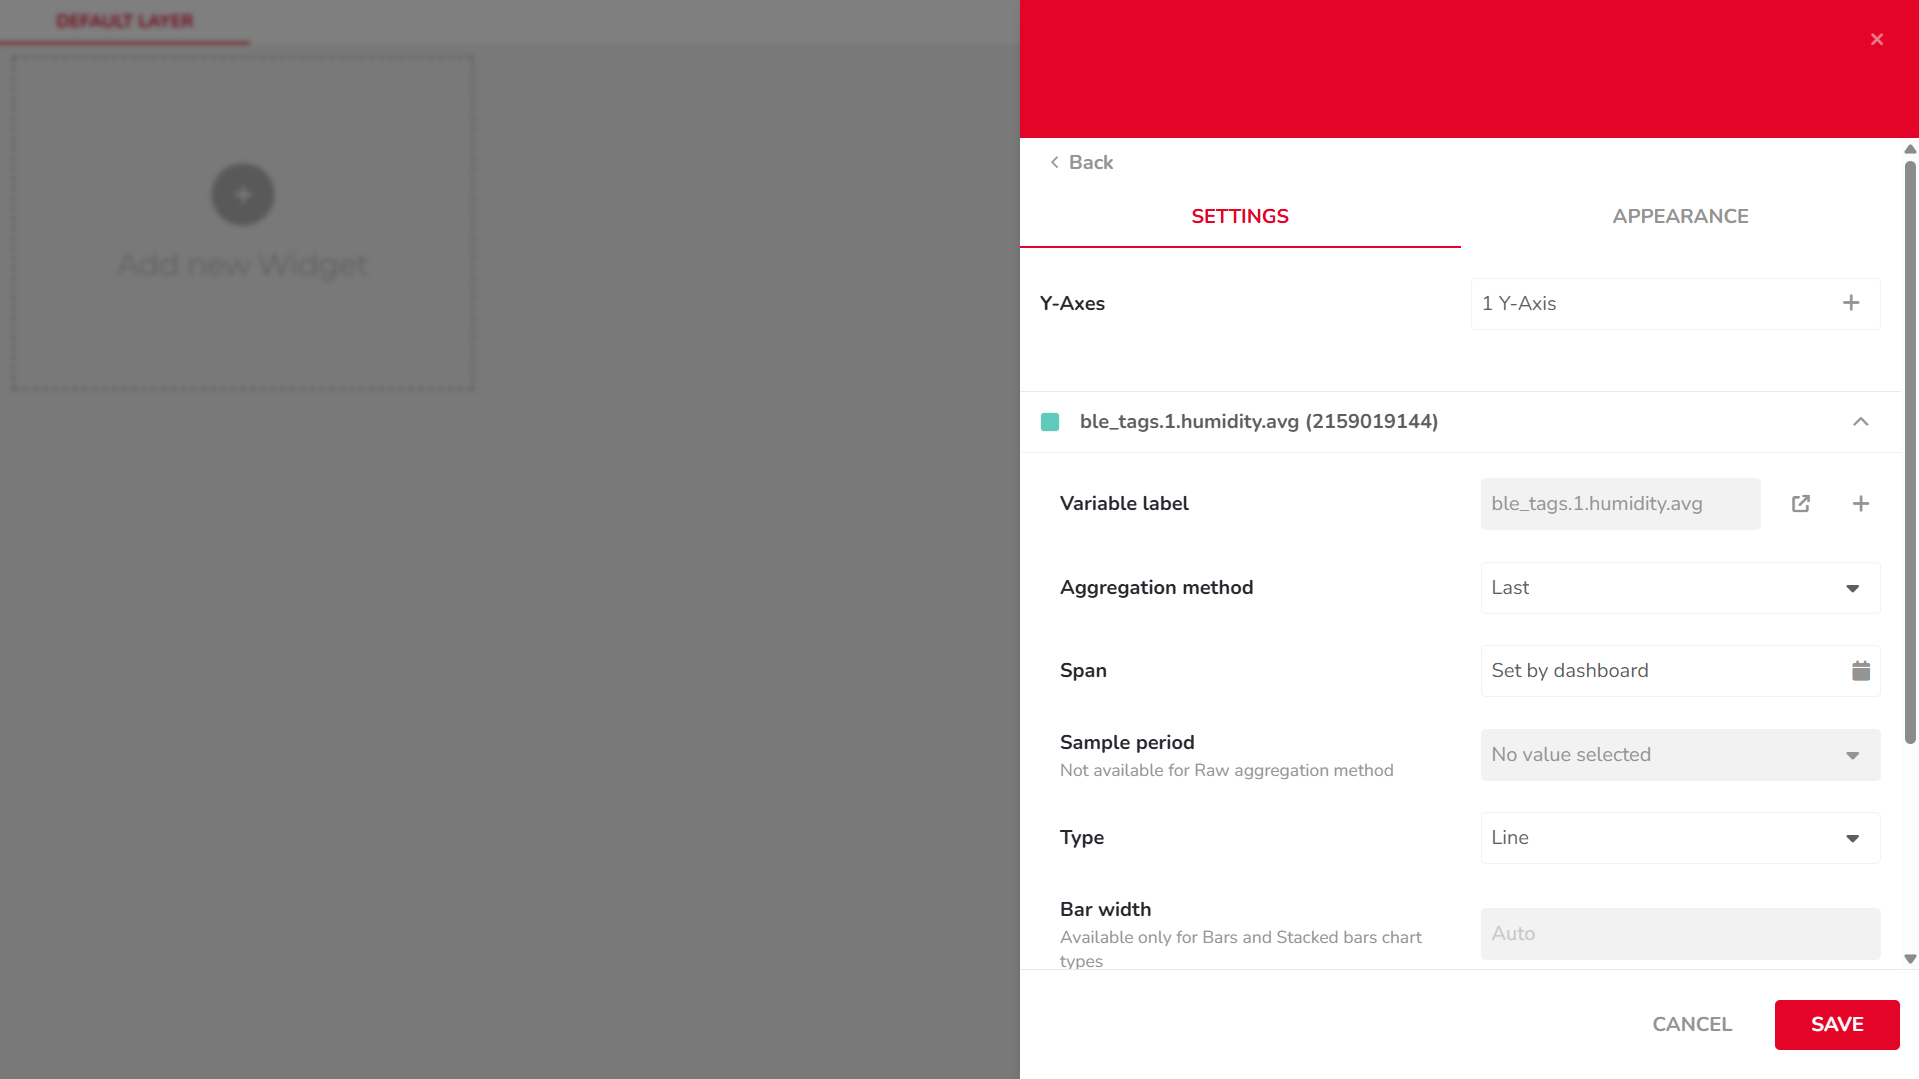 DEFAULT LAYER
Add new Widget
×
Back
SETTINGS
APPEARANCE
Y-Axes
1 Y-Axis
ble_tags.1.humidity.avg (2159019144)
Variable label
ble_tags.1.humidity.avg
Aggregation method
Last
Span
Set by dashboard
Sample period
Not available for Raw aggregation method
No value selected
Type
Line
Bar width
Available only for Bars and Stacked bars chart
types
Auto
CANCEL
SAVE